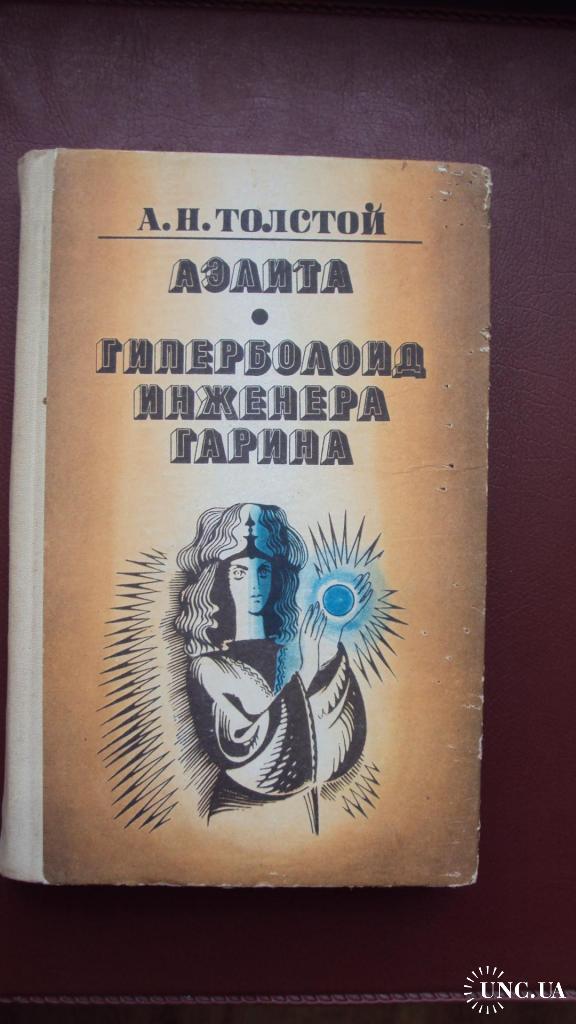 А.Н.ТОЛСТОЙ
АЭЛИТА
•
ГИПЕРБОЛОИД
ИНЖЕНЕРА
ГАРИНА
UNC.UA